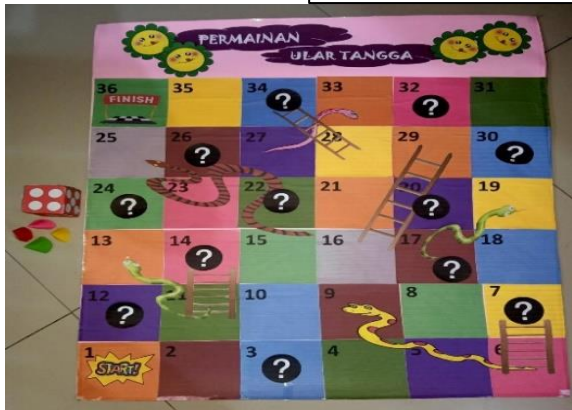 PERMAINAN
ULAR TANGGA
36 35 34 33 32 31
FINISH ? ?
25 26 27 28 29 30
? ?
24 23 22 21 20 19
? ? ?
13 14 15 16 17 18
? ?
12 10 9 8 7
? ?
1 2 3 4 5 6
START! ?